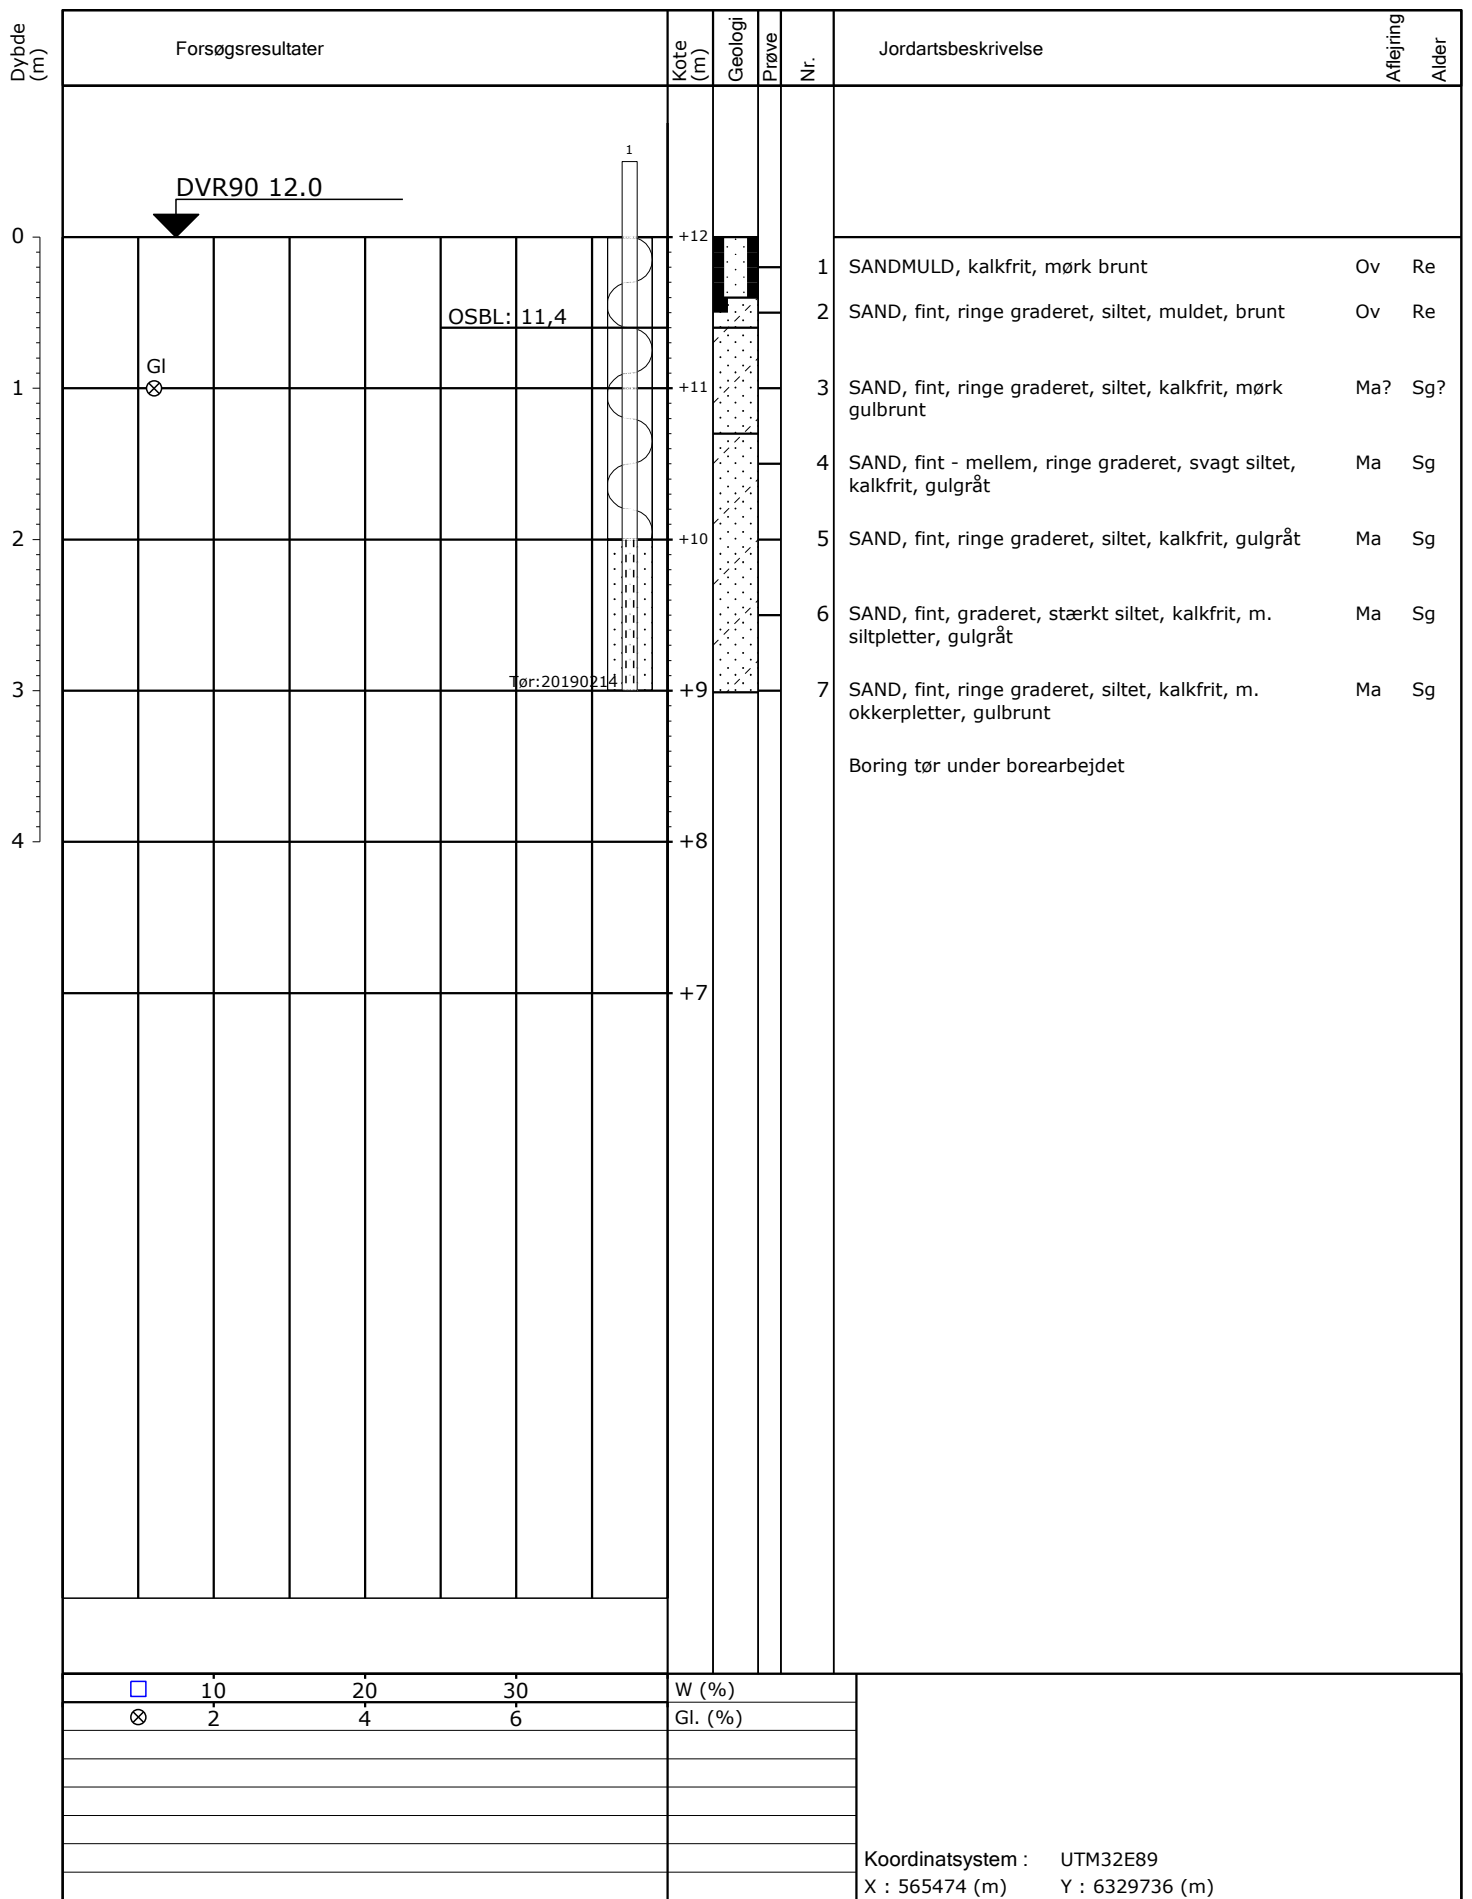 Dybde (m)
Forsøgsresultater
Kote (m)
Geologi
Prøve
Nr.
Jordartsbeskrivelse
Aflejring
Alder
1
DVR90 12.0
0
+12
1 SANDMULD, kalkfrit, mørk brunt Ov Re
OSBL: 11,4
2 SAND, fint, ringe graderet, siltet, muldet, brunt Ov Re
Gl
1
+11
3 SAND, fint, ringe graderet, siltet, kalkfrit, mørk Ma? Sg?
gulbrunt
4 SAND, fint - mellem, ringe graderet, svagt siltet, Ma Sg
kalkfrit, gulgråt
2
+10
5 SAND, fint, ringe graderet, siltet, kalkfrit, gulgråt Ma Sg
6 SAND, fint, graderet, stærkt siltet, kalkfrit, m. Ma Sg
siltpletter, gulgråt
Tør:20190214
3
+9
7 SAND, fint, ringe graderet, siltet, kalkfrit, m. Ma Sg
okkerpletter, gulbrunt
Boring tør under borearbejdet
4
+8
+7
10 20 30 W (%)
2 4 6 Gl. (%)
Koordinatsystem : UTM32E89
X : 565474 (m) Y : 6329736 (m)